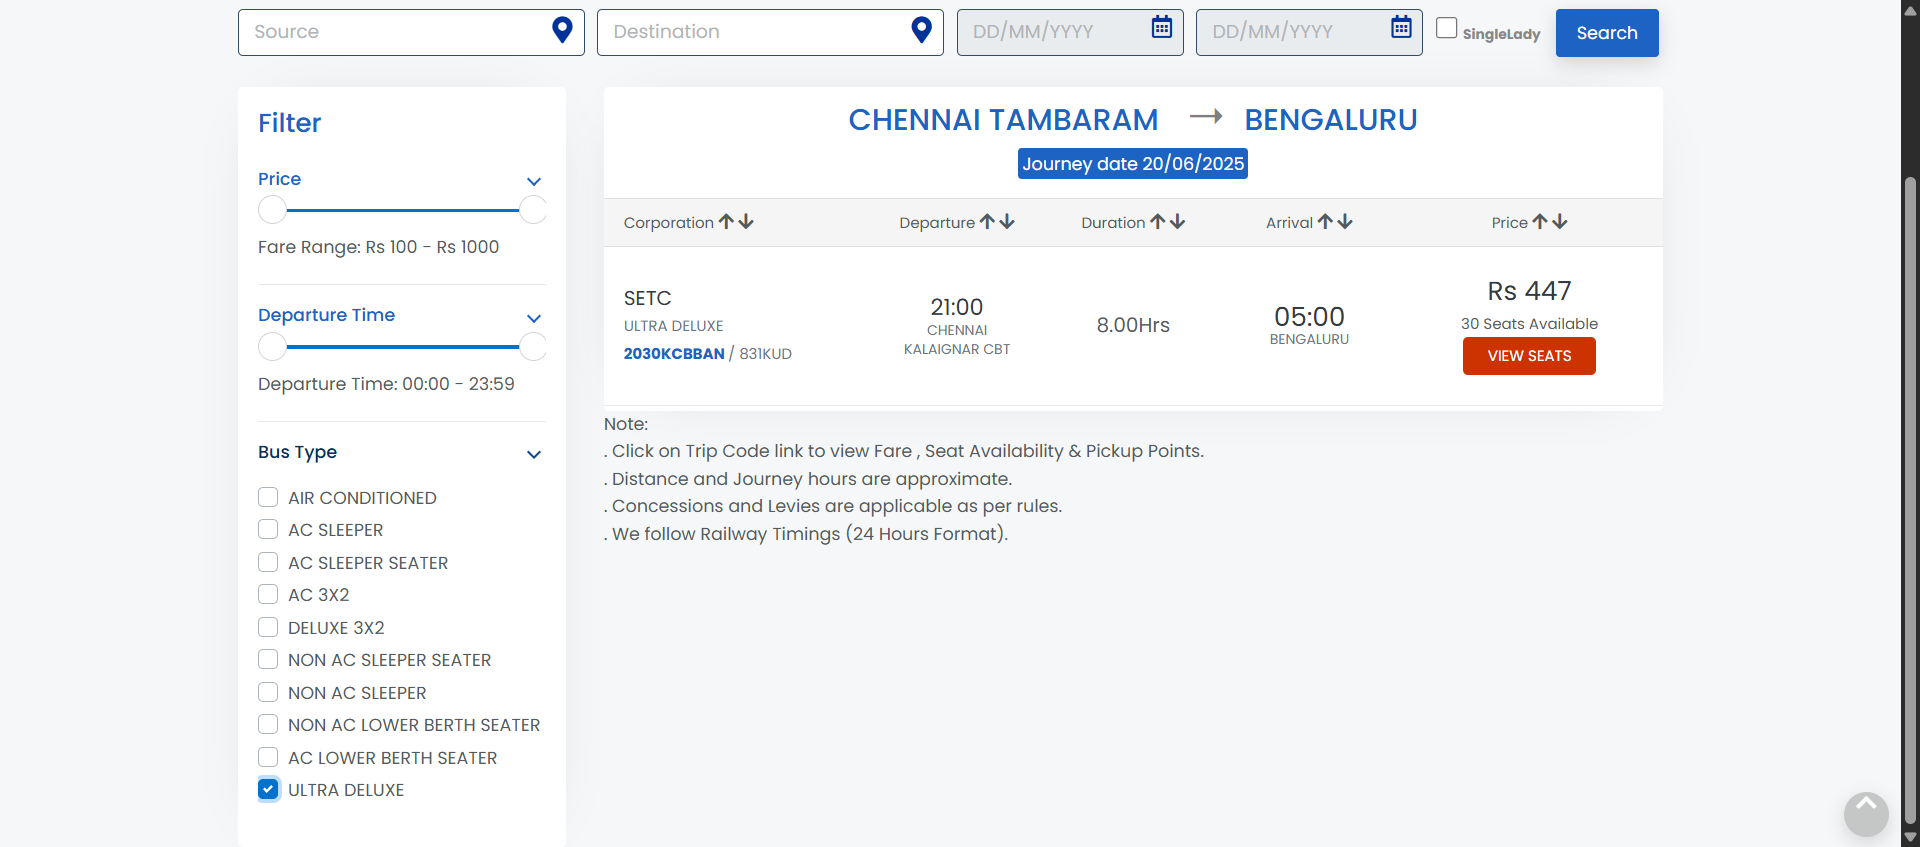 Source
Destination
DD/MM/YYYY
DD/MM/YYYY
SingleLady
Search
Filter
Price
Fare Range: Rs 100 - Rs 1000
Departure Time
Departure Time: 00:00 - 23:59
Bus Type
AIR CONDITIONED
AC SLEEPER
AC SLEEPER SEATER
AC 3X2
DELUXE 3X2
NON AC SLEEPER SEATER
NON AC SLEEPER
NON AC LOWER BERTH SEATER
AC LOWER BERTH SEATER
ULTRA DELUXE
CHENNAI TAMBARAM → BENGALURU
Journey date 20/06/2025
Corporation Departure Duration Arrival Price
SETC
ULTRA DELUXE
2030KCBBAN / 831KUD
21:00
CHENNAI
KALAIGNAR CBT
8.00Hrs
05:00
BENGALURU
Rs 447
30 Seats Available
VIEW SEATS
Note:
. Click on Trip Code link to view Fare , Seat Availability & Pickup Points.
. Distance and Journey hours are approximate.
. Concessions and Levies are applicable as per rules.
. We follow Railway Timings (24 Hours Format).